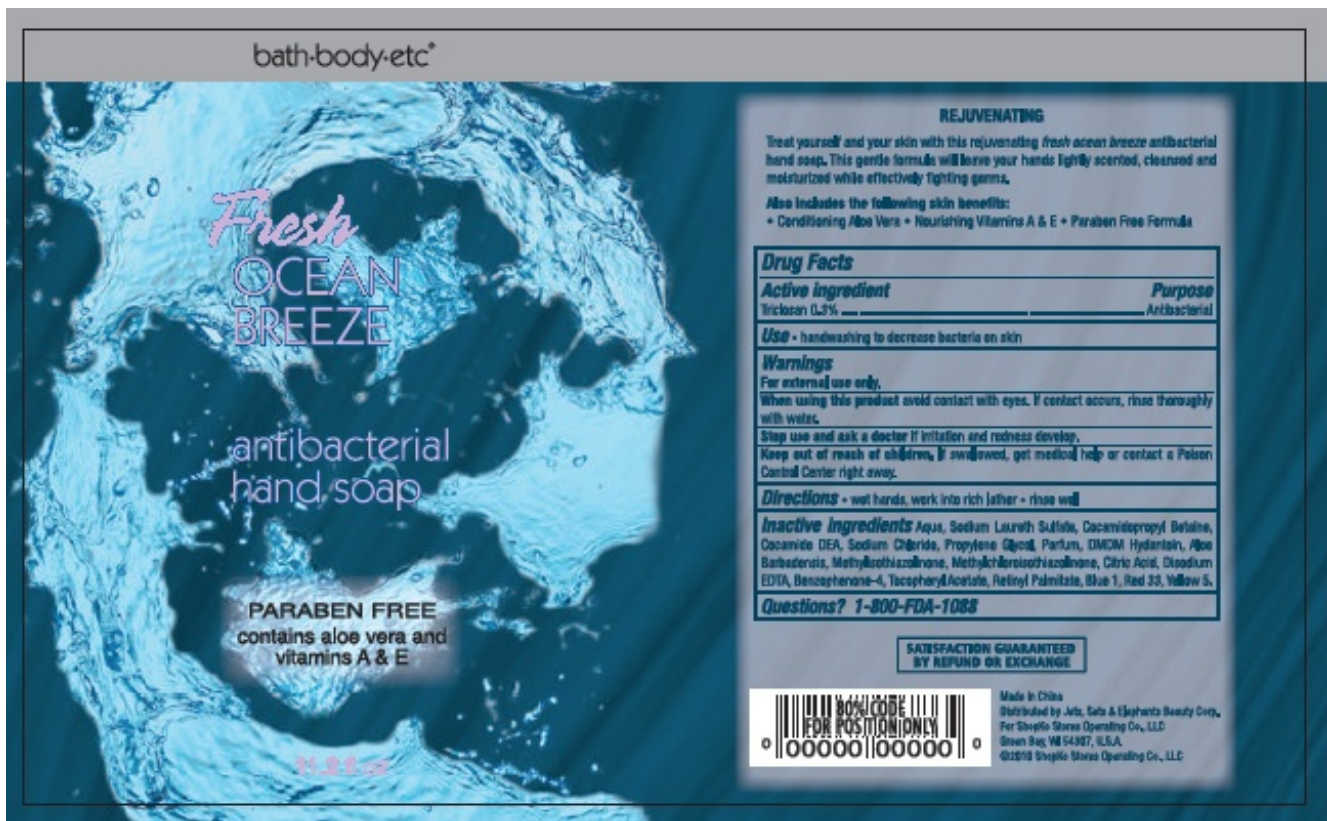 bath·body·etc®
Fresh
OCEAN
BREEZE
antibacterial
hand soap
PARABEN FREE
contains aloe vera and
vitamins A & E
11.2 fl oz
REJUVENATING
Treat yourself and your skin with this rejuvenating fresh ocean breeze antibacterial
hand soap. This gentle formula will leave your hands lightly scented, cleansed and
moisturized while effectively fighting germs.
Also includes the following skin benefits:
• Conditioning Aloe Vera • Nourishing Vitamins A & E • Paraben Free Formula
Drug Facts
Active ingredient Purpose
Triclosan 0.3% Antibacterial
Use • handwashing to decrease bacteria on skin
Warnings
For external use only.
When using this product avoid contact with eyes. If contact occurs, rinse thoroughly
with water.
Stop use and ask a doctor if irritation and redness develop.
Keep out of reach of children. If swallowed, get medical help or contact a Poison
Control Center right away.
Directions • wet hands, work into rich lather • rinse well
Inactive ingredients Aqua, Sodium Laureth Sulfate, Cocamidopropyl Betaine,
Cocamide DEA, Sodium Chloride, Propylene Glycol, Parfum, DMDM Hydantoin, Aloe
Barbadensis, Methylisothiazolinone, Methylchloroisothiazolinone, Citric Acid, Disodium
EDTA, Benzophenone-4, Tocopheryl Acetate, Retinyl Palmitate, Blue 1, Red 33, Yellow 5.
Questions? 1-800-FDA-1088
SATISFACTION GUARANTEED
BY REFUND OR EXCHANGE
80% CODE
FOR POSITION ONLY
0 00000 00000 0
Made in China
Distributed by Jets, Sets & Elephants Beauty Corp.
For ShopKo Stores Operating Co., LLC
Green Bay, WI 54307, U.S.A.
©2010 ShopKo Stores Operating Co., LLC